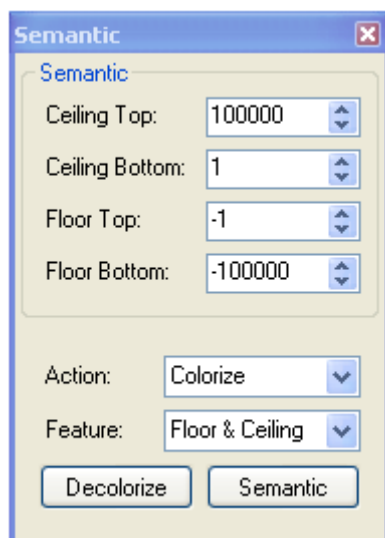 Semantic
Semantic
Ceiling Top: 100000
Ceiling Bottom: 1
Floor Top: -1
Floor Bottom: -100000
Action: Colorize
Feature: Floor & Ceiling
Decolorize Semantic